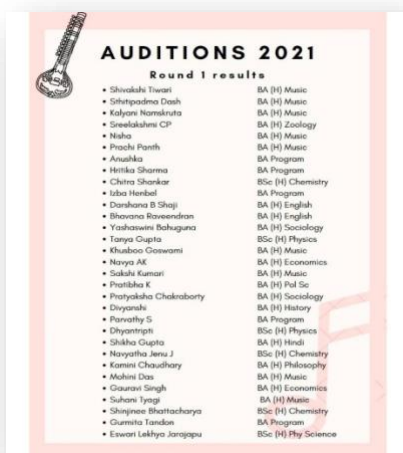 AUDITIONS 2021
Round 1 results
• Shivakshi Tiwari BA (H) Music
• Sthitipadma Dash BA (H) Music
• Kalyani Namskruta BA (H) Music
• Sreelakshmi CP BA (H) Zoology
• Nisha BA (H) Music
• Prachi Panth BA (H) Music
• Anushka BA Program
• Hritika Sharma BA Program
• Chitra Shankar BSc (H) Chemistry
• Izba Henbel BA Program
• Darshana B Shaji BA (H) English
• Bhavana Raveendran BA (H) English
• Yashaswini Bahuguna BA (H) Sociology
• Tanya Gupta BSc (H) Physics
• Khusboo Goswami BA (H) Music
• Navya AK BA (H) Economics
• Sakshi Kumari BA (H) Music
• Pratibha K BA (H) Pol Sc
• Pratyaksha Chakraborty BA (H) Sociology
• Divyanshi BA (H) History
• Parvathy S BA Program
• Dhyantripti BSc (H) Physics
• Shikha Gupta BA (H) Hindi
• Navyatha Jenu J BSc (H) Chemistry
• Kamini Chaudhary BA (H) Philosophy
• Mohini Das BA (H) Music
• Gauravi Singh BA (H) Economics
• Suhani Tyagi BA (H) Music
• Shinjinee Bhattacharya BSc (H) Chemistry
• Gurmita Tandon BA Program
• Eswari Lekhya Jarajapu BSc (H) Phy Science